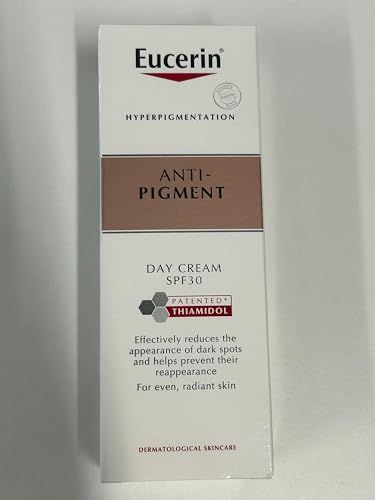 Eucerin®
HYPERPIGMENTATION
ANTI-
PIGMENT
DAY CREAM
SPF30
PATENTED*
THIAMIDOL
Effectively reduces the
appearance of dark spots
and helps prevent their
reappearance
For even, radiant skin
DERMATOLOGICAL SKINCARE